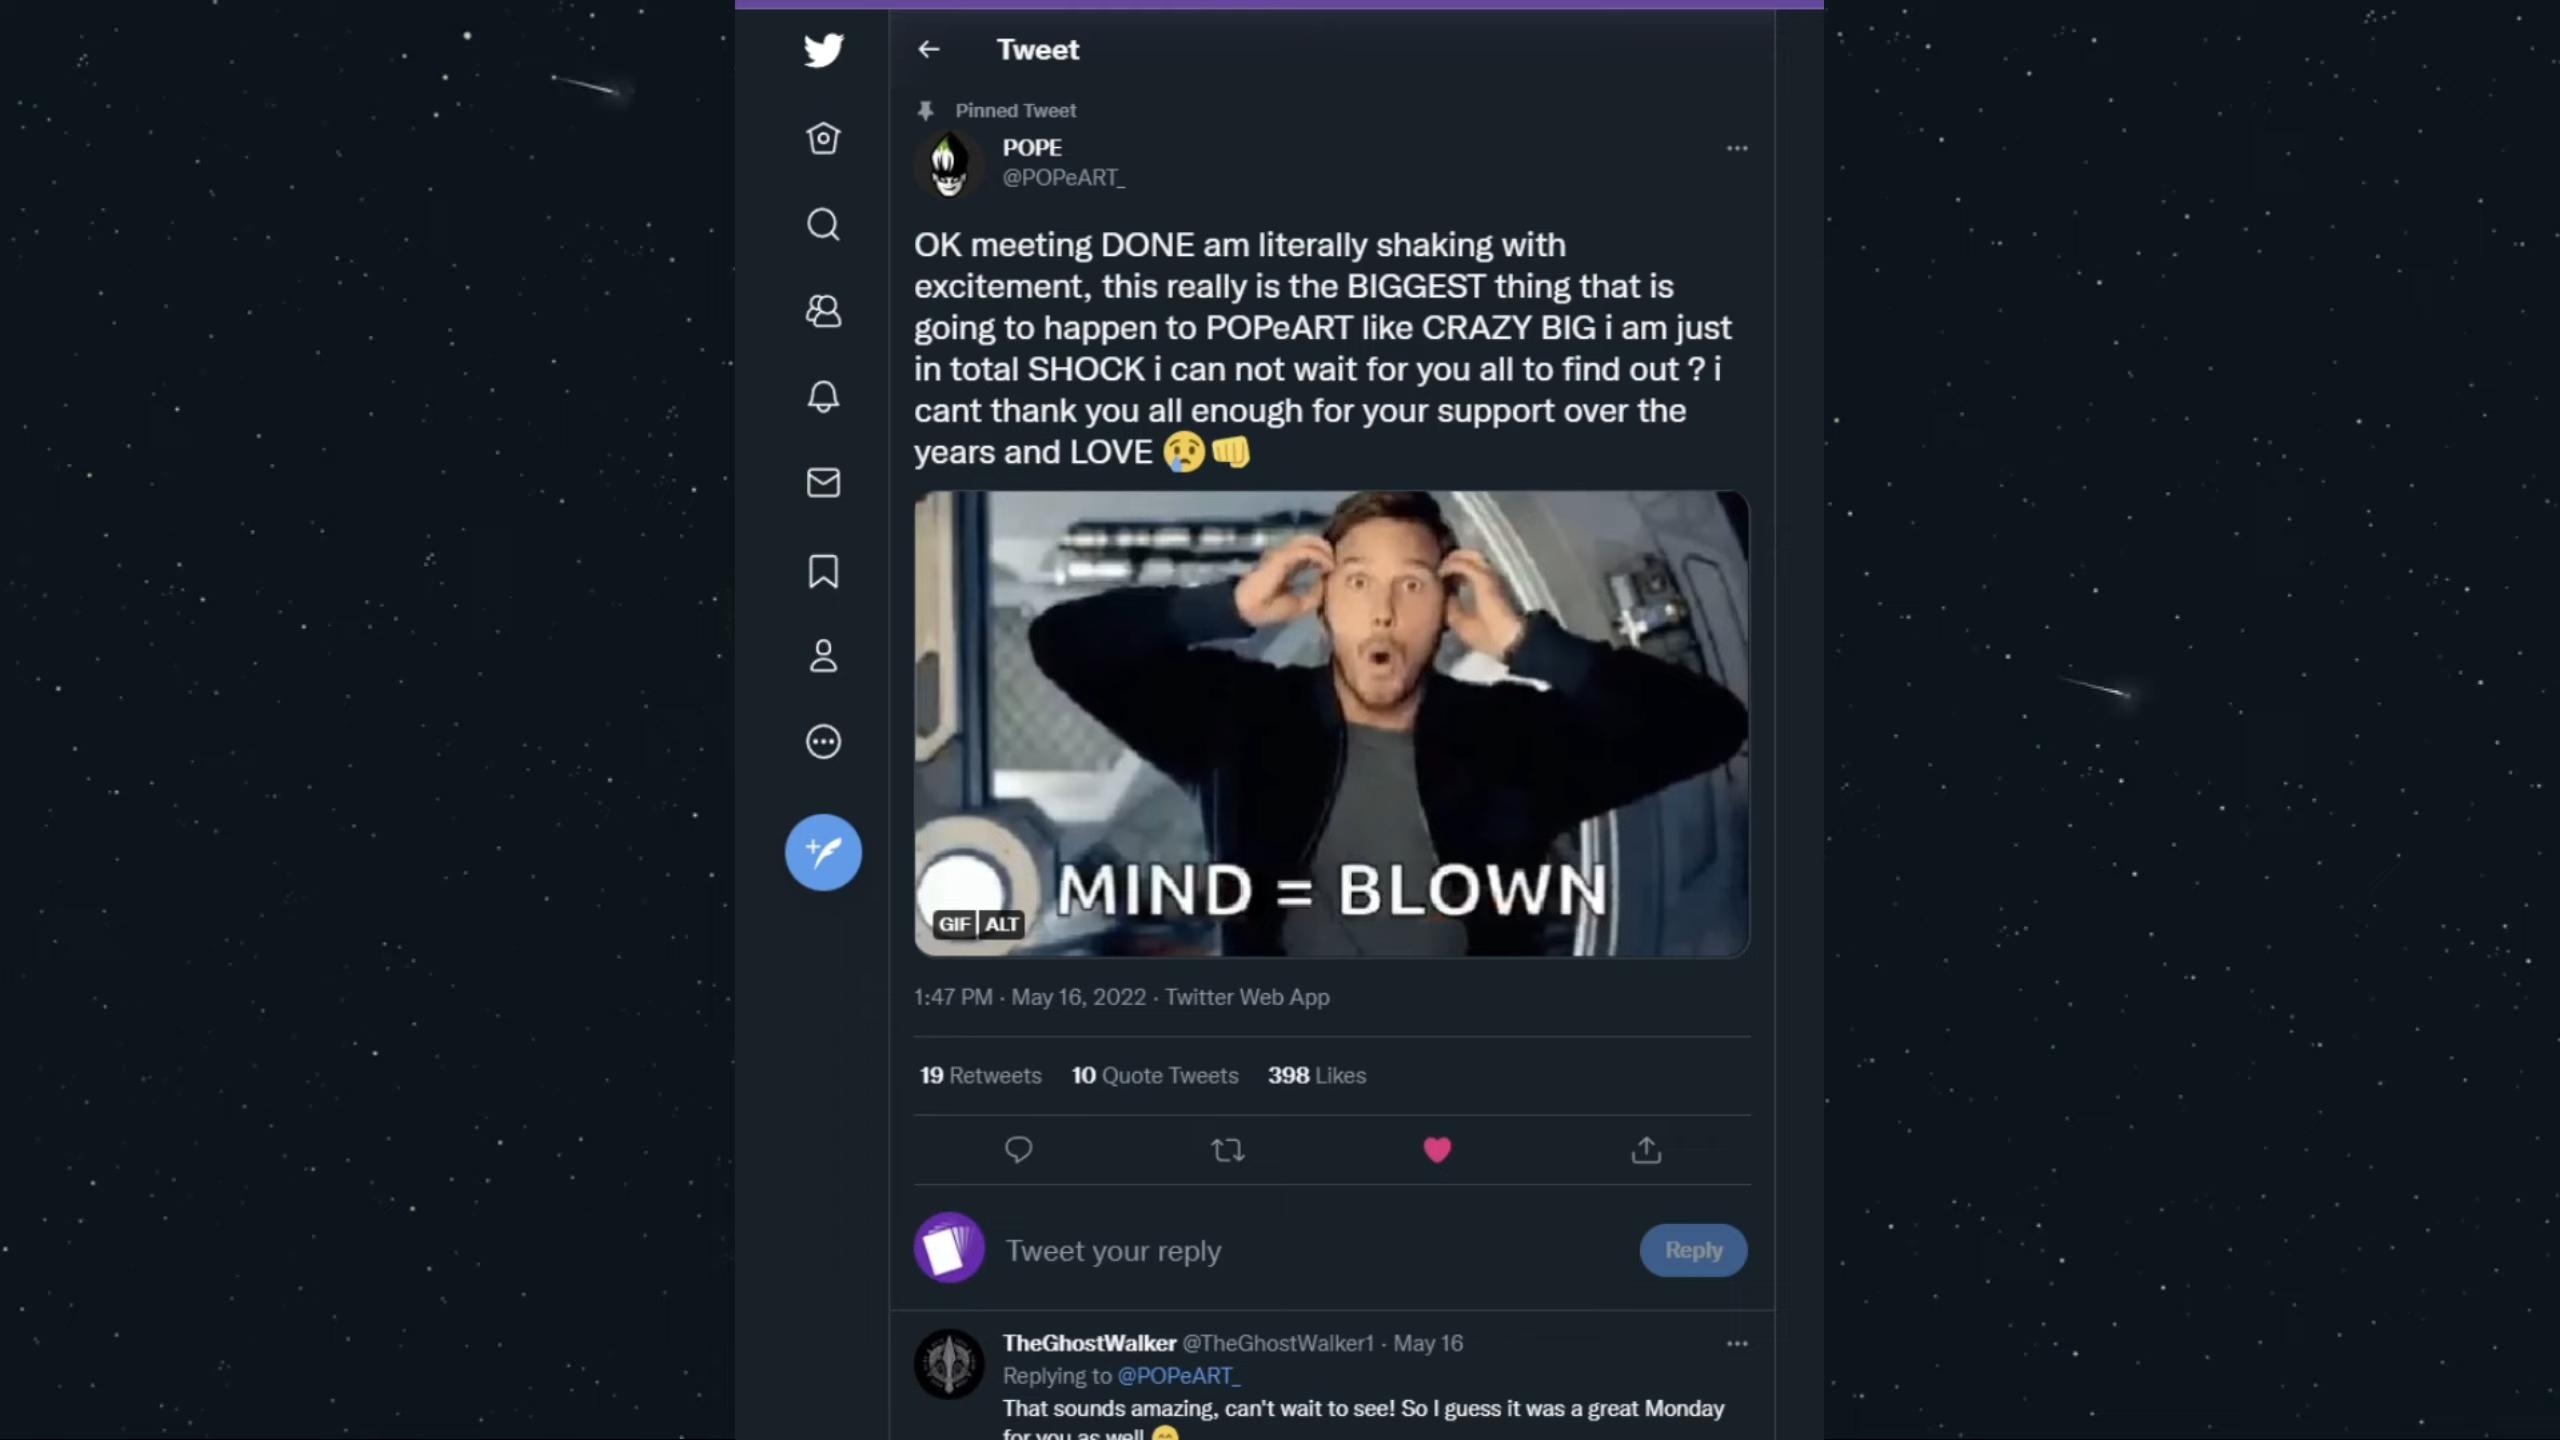 Tweet
Pinned Tweet
POPE
@POPeART_
OK meeting DONE am literally shaking with
excitement, this really is the BIGGEST thing that is
going to happen to POPeART like CRAZY BIG i am just
in total SHOCK i can not wait for you all to find out ? i
cant thank you all enough for your support over the
years and LOVE 😢👊
MIND = BLOWN
GIF ALT
1:47 PM · May 16, 2022 · Twitter Web App
19 Retweets 10 Quote Tweets 398 Likes
Tweet your reply
Reply
TheGhostWalker @TheGhostWalker1 · May 16
Replying to @POPeART_
That sounds amazing, can't wait to see! So I guess it was a great Monday
for you as well 😁